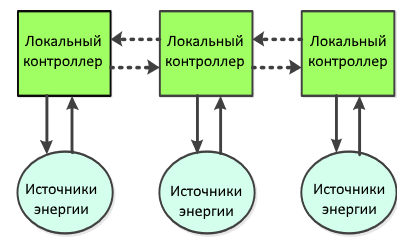 Локальный
контроллер
Локальный
контроллер
Локальный
контроллер
Источники
энергии
Источники
энергии
Источники
энергии